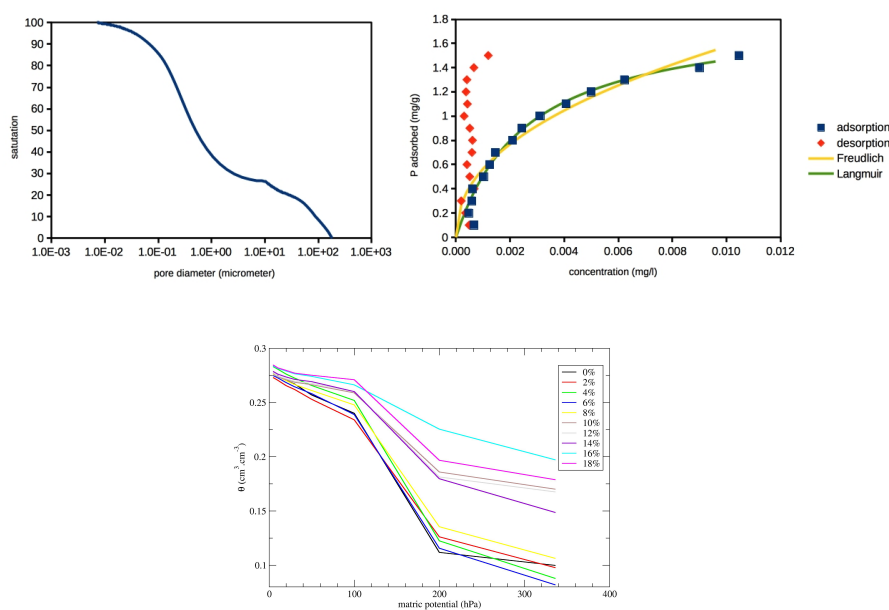 100
90
80
70
60
50
40
30
20
10
0
satutation
1.0E-03 1.0E-02 1.0E-01 1.0E+00 1.0E+01 1.0E+02 1.0E+03
pore diameter (micrometer)
1.8
1.6
1.4
1.2
1
0.8
0.6
0.4
0.2
0
P adsorbed (mg/g)
0.000 0.002 0.004 0.006 0.008 0.010 0.012
concentration (mg/l)
adsorption
desorption
Freudlich
Langmuir
0.3
0.25
0.2
0.15
0.1
θ (cm³.cm⁻³)
0 100 200 300 400
matric potential (hPa)
0%
2%
4%
6%
8%
10%
12%
14%
16%
18%